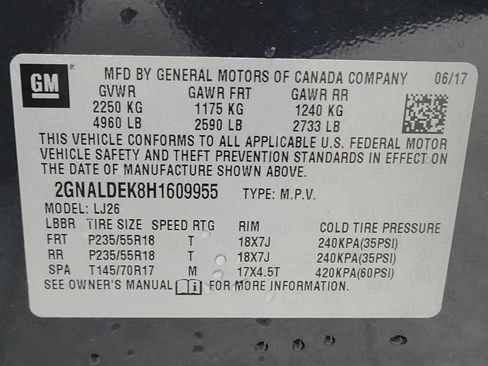 GM
MFD BY GENERAL MOTORS OF CANADA COMPANY 06/17
GVWR GAWR FRT GAWR RR
2250 KG 1175 KG 1240 KG
4960 LB 2590 LB 2733 LB
THIS VEHICLE CONFORMS TO ALL APPLICABLE U.S. FEDERAL MOTOR
VEHICLE SAFETY AND THEFT PREVENTION STANDARDS IN EFFECT ON
THE DATE OF MANUFACTURE SHOWN ABOVE.
2GNALDEK8H1609955 TYPE: M.P.V.
MODEL: LJ26
LBBR TIRE SIZE SPEED RTG RIM COLD TIRE PRESSURE
FRT P235/55R18 T 18X7J 240KPA(35PSI)
RR P235/55R18 T 18X7J 240KPA(35PSI)
SPA T145/70R17 M 17X4.5T 420KPA(60PSI)
SEE OWNER'S MANUAL FOR MORE INFORMATION.